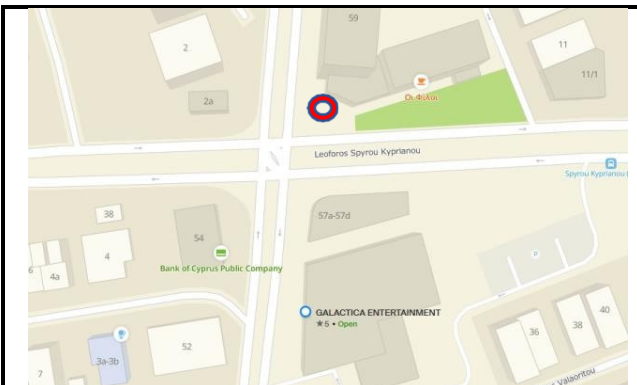 59
2
11
11/1
2a
Οι Φίλοι
Leoforos Spyrou Kyprianou
Spyrou Kyprianou
38
57a-57d
54
4
Bank of Cyprus Public Company
6
4a
P
GALACTICA ENTERTAINMENT
★5 • Open
40
38
36
52
3a-3b
7
Valaoritou